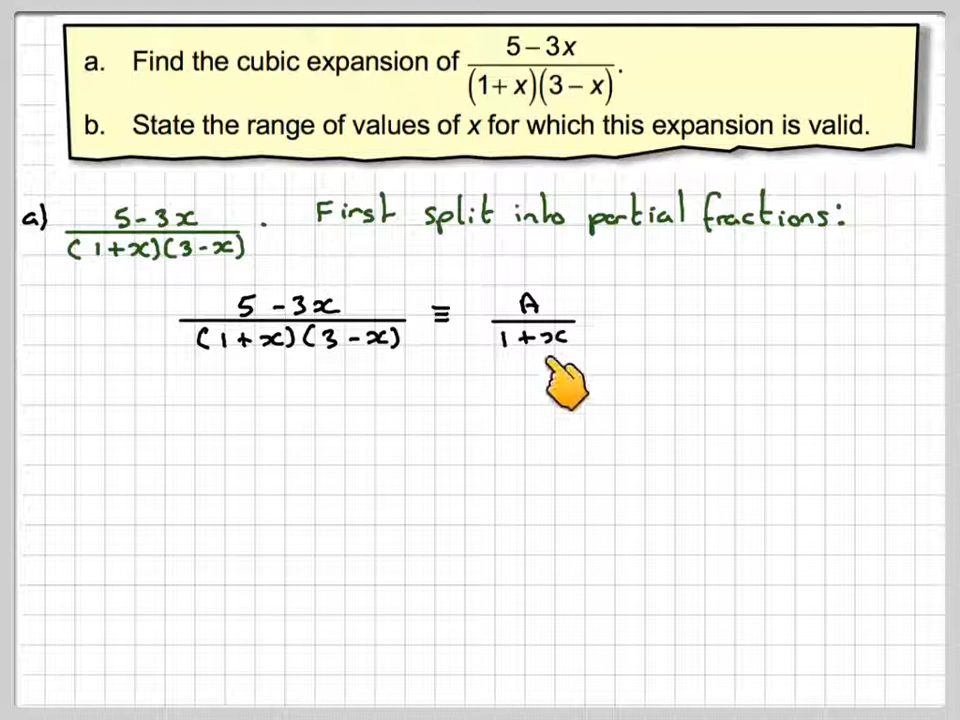 a. Find the cubic expansion of (5 – 3x)/((1 + x)(3 – x)).
b. State the range of values of x for which this expansion is valid.
a) (5 - 3x)/((1 + x)(3 - x)). First split into partial fractions:
(5 - 3x)/((1 + x)(3 - x)) ≡ A/(1 + x)